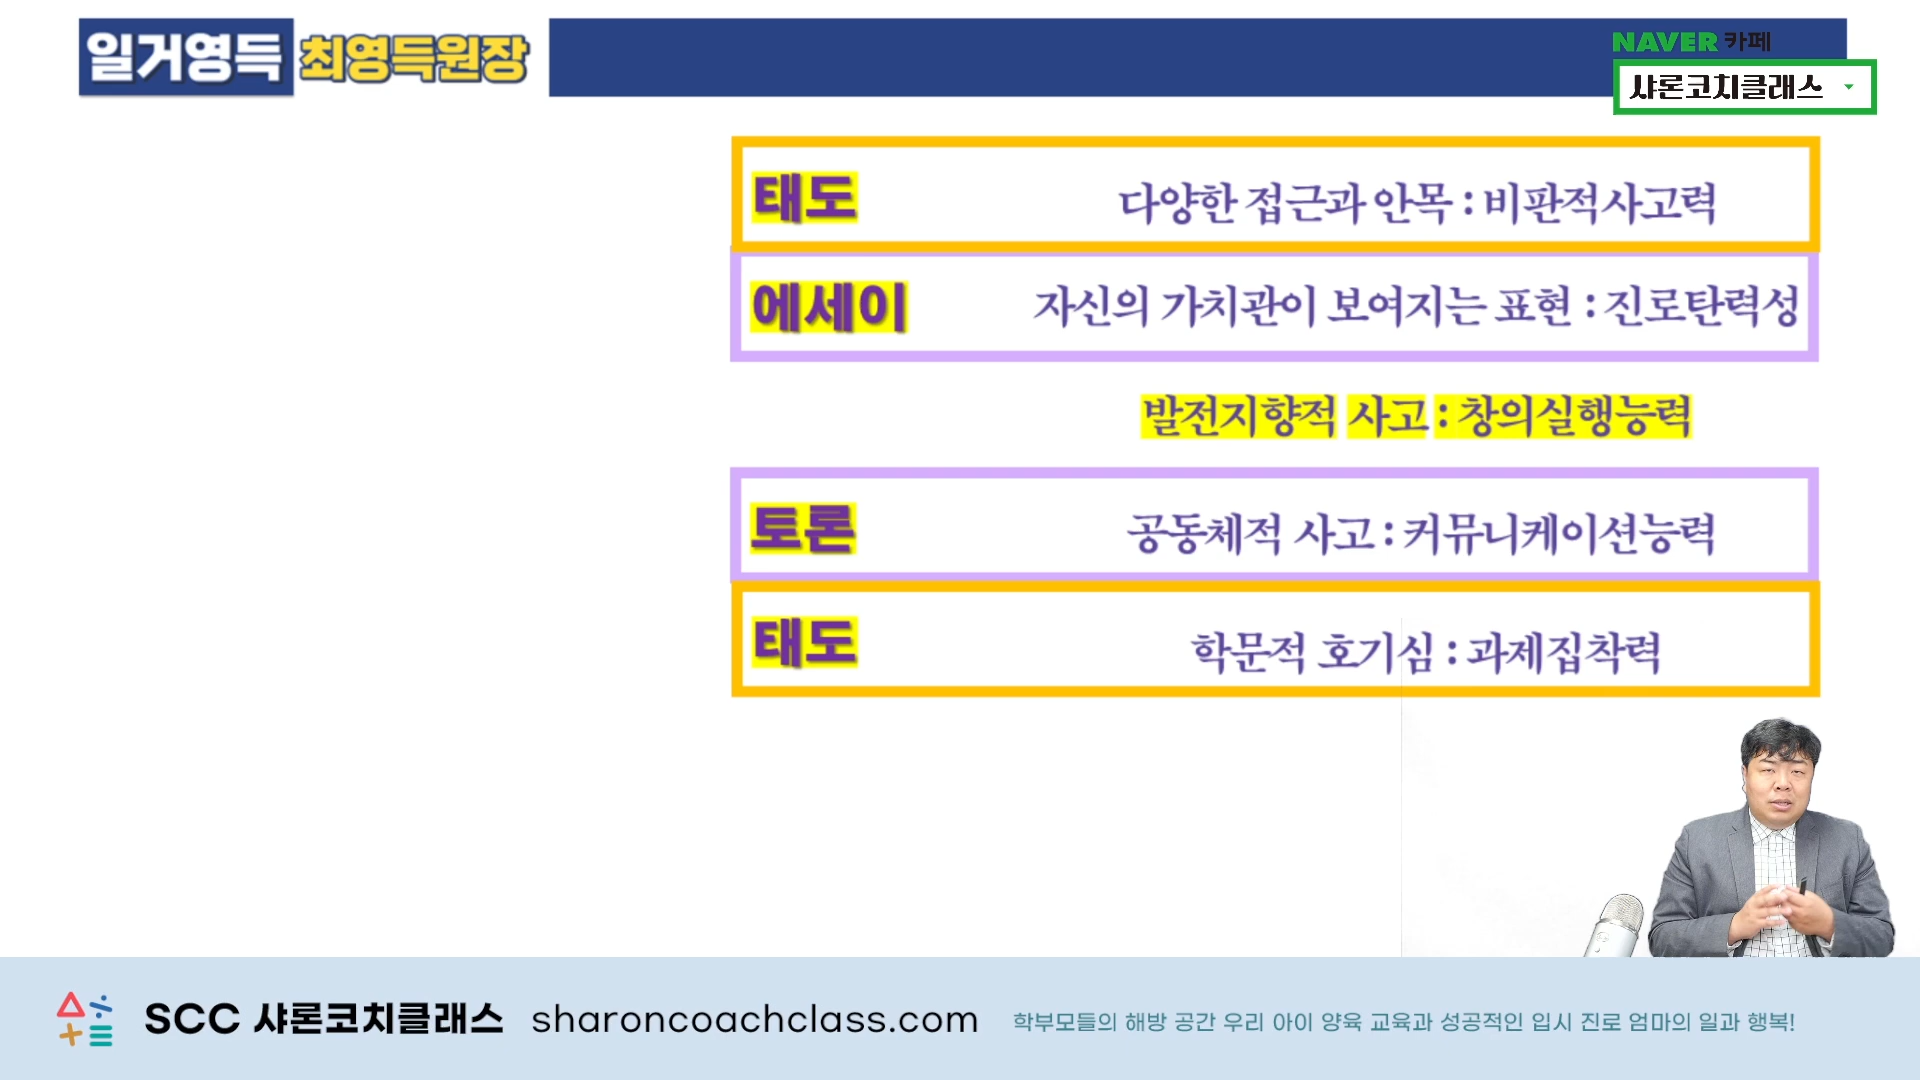 일거영득 최영득원장
NAVER 카페
샤론코치클래스
태도 다양한 접근과 안목 : 비판적사고력
에세이 자신의 가치관이 보여지는 표현 : 진로탄력성
발전지향적 사고 : 창의실행능력
토론 공동체적 사고 : 커뮤니케이션능력
태도 학문적 호기심 : 과제집착력
SCC 샤론코치클래스 sharoncoachclass.com 학부모들의 해방 공간 우리 아이 양육 교육과 성공적인 입시 진로 엄마의 일과 행복!